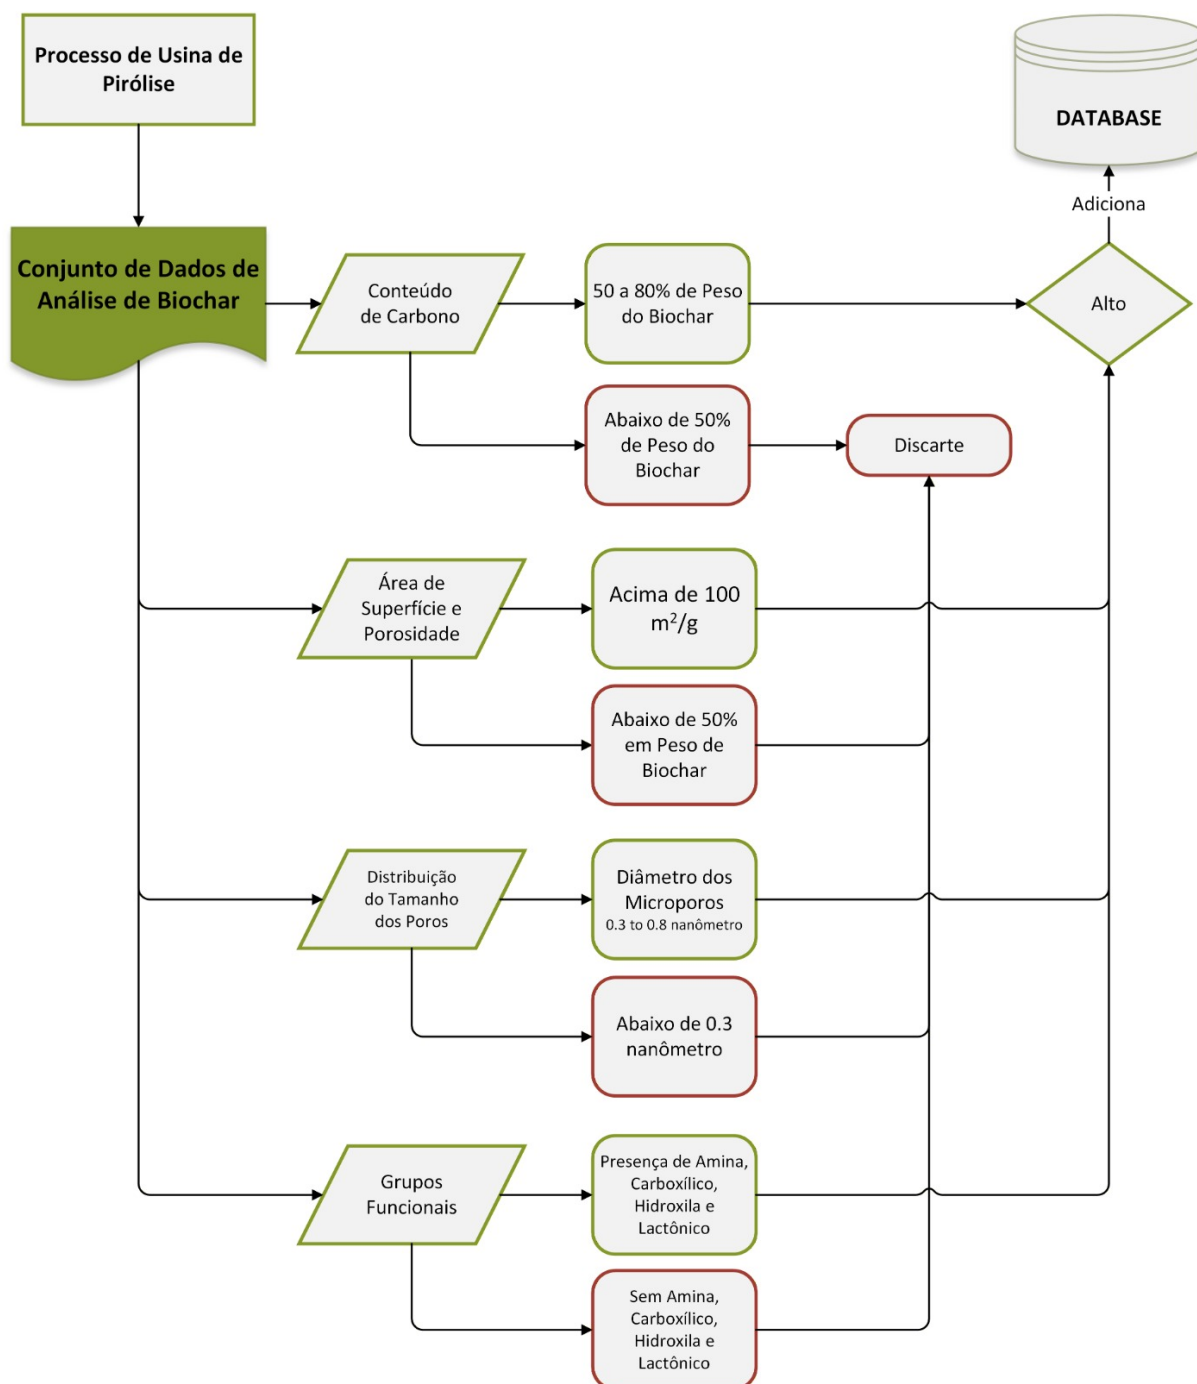 Processo de Usina de
Pirólise
DATABASE
Adiciona
Conjunto de Dados de
Análise de Biochar
Conteúdo
de Carbono
50 a 80% de Peso
do Biochar
Alto
Abaixo de 50%
de Peso do
Biochar
Discarte
Área de
Superfície e
Porosidade
Acima de 100
m²/g
Abaixo de 50%
em Peso de
Biochar
Distribuição
do Tamanho
dos Poros
Diâmetro dos
Microporos
0.3 to 0.8 nanômetro
Abaixo de 0.3
nanômetro
Grupos
Funcionais
Presença de Amina,
Carboxílico,
Hidroxila e
Lactônico
Sem Amina,
Carboxílico,
Hidroxila e
Lactônico